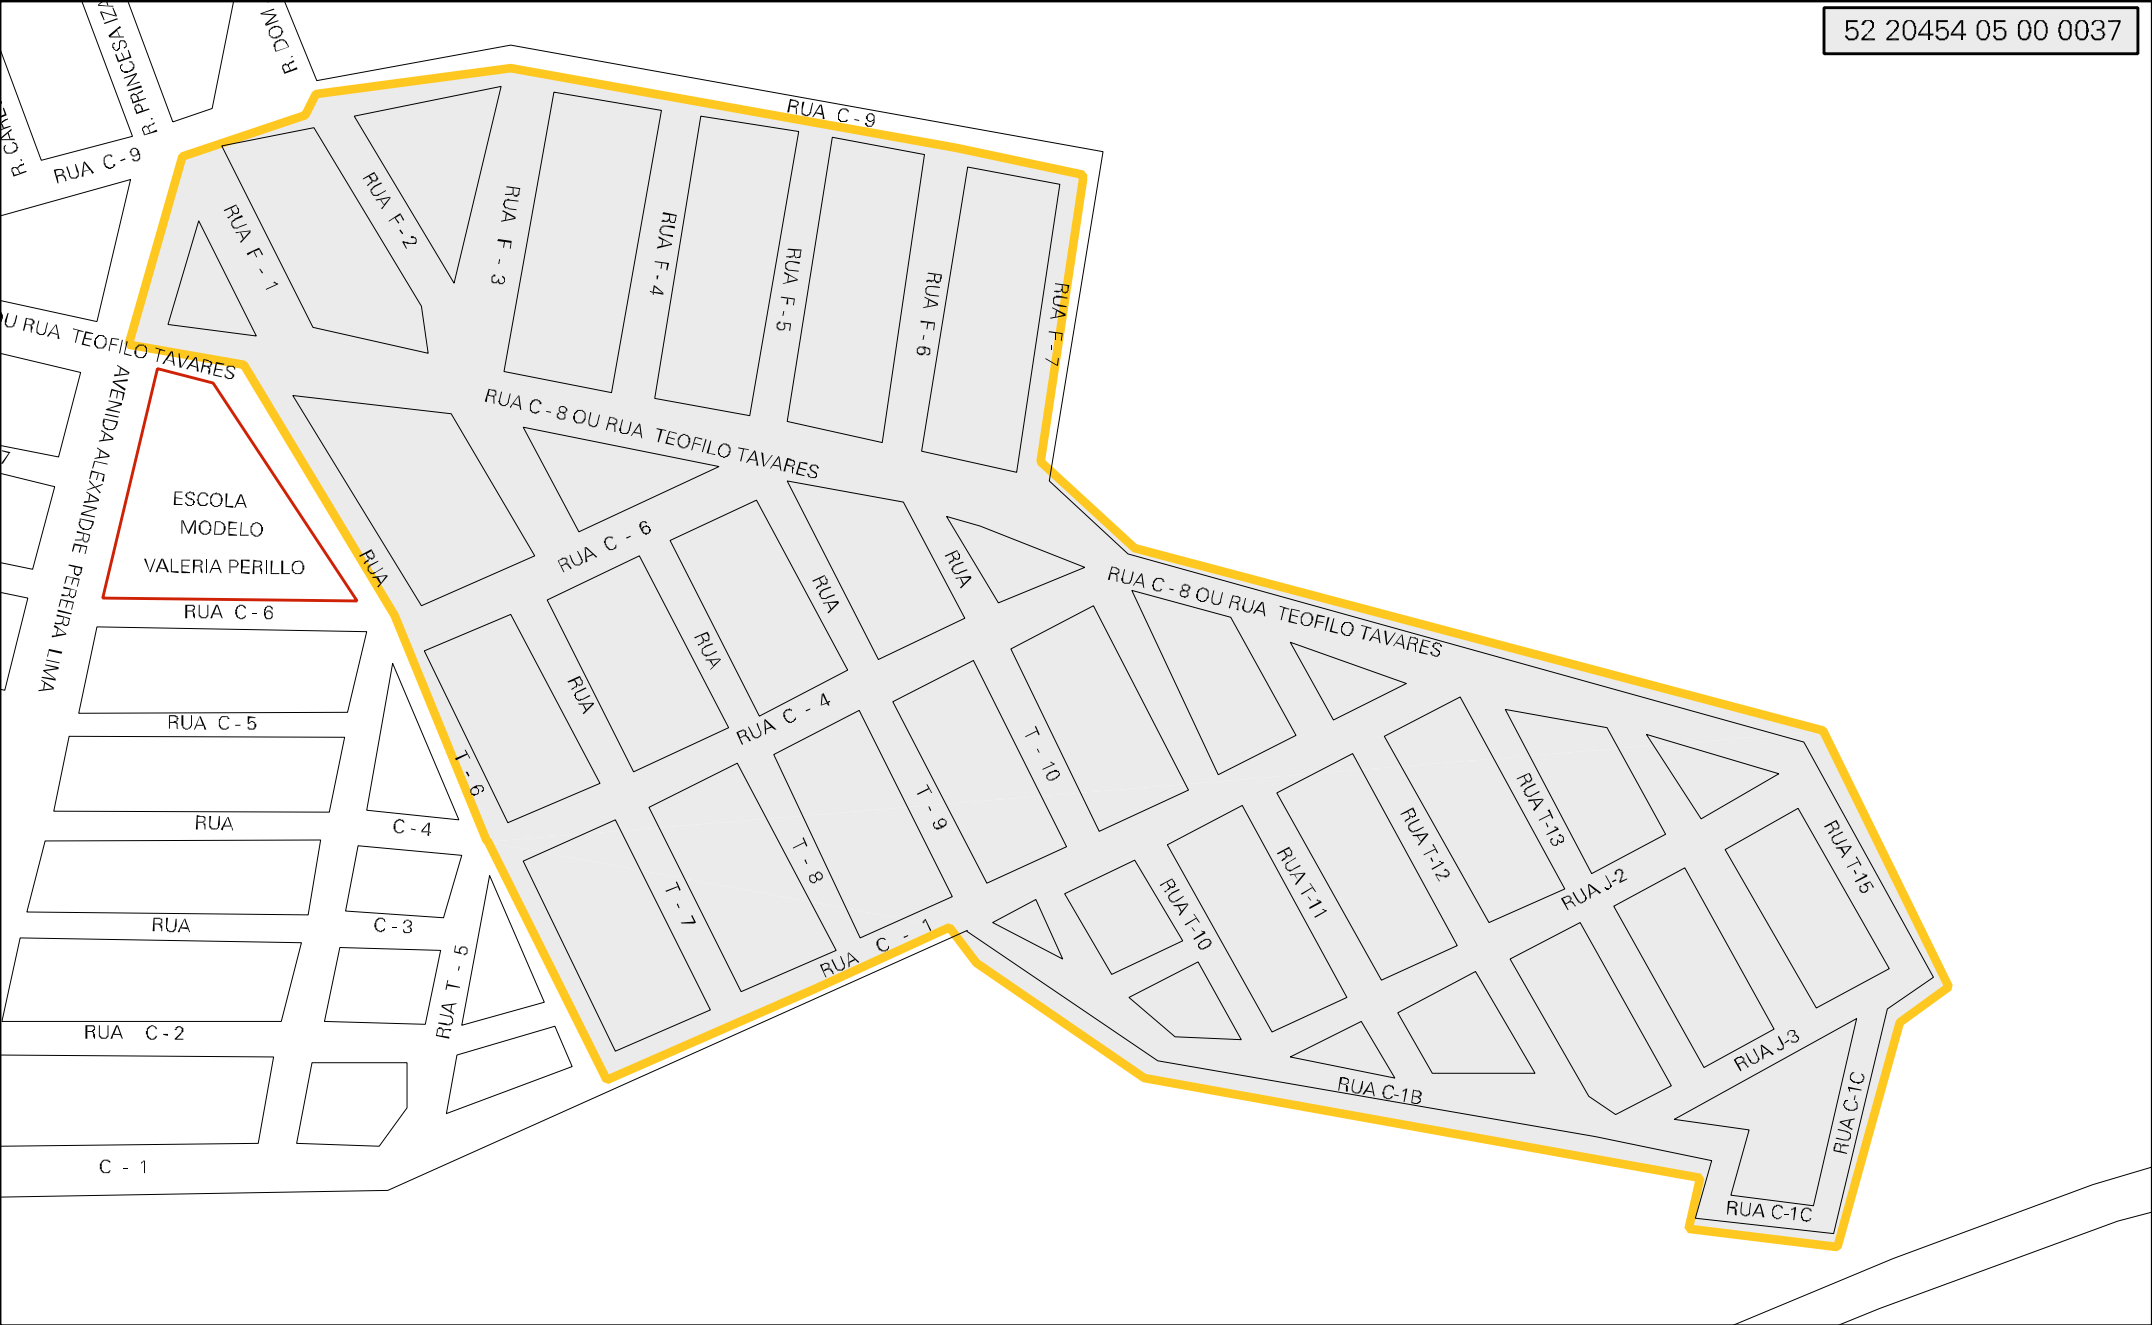 52 20454 05 00 0037
R. DOM
R. PRINCESA IZA
RUA C-9
RUA C-9
RUA F-1
RUA F-2
RUA F-3
RUA F-4
RUA F-5
RUA F-6
RUA F-7
OU RUA TEOFILO TAVARES
RUA C-8 OU RUA TEOFILO TAVARES
RUA C-8 OU RUA TEOFILO TAVARES
AVENIDA ALEXANDRE PEREIRA LIMA
ESCOLA
MODELO
VALERIA PERILLO
RUA C-6
RUA C-6
RUA
RUA
RUA
RUA
RUA
RUA C-5
RUA C-4
RUA
C-4
T-6
T-7
T-8
T-9
T-10
RUA T-10
RUA T-11
RUA T-12
RUA T-13
RUA T-15
RUA J-2
RUA
C-3
RUA T-5
RUA C-1
RUA C-2
RUA J-3
RUA C-1B
RUA C-1C
RUA C-1C
C-1